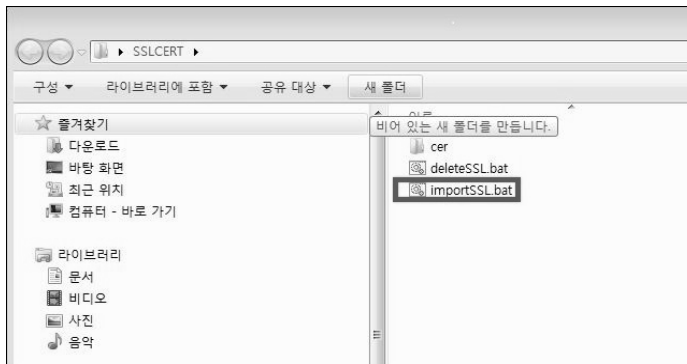 SSLCERT
구성 라이브러리에 포함 공유 대상 새 폴더
즐겨찾기
다운로드
바탕 화면
최근 위치
컴퓨터 - 바로 가기
라이브러리
문서
비디오
사진
음악
이름
비어 있는 새 폴더를 만듭니다.
cer
deleteSSL.bat
importSSL.bat